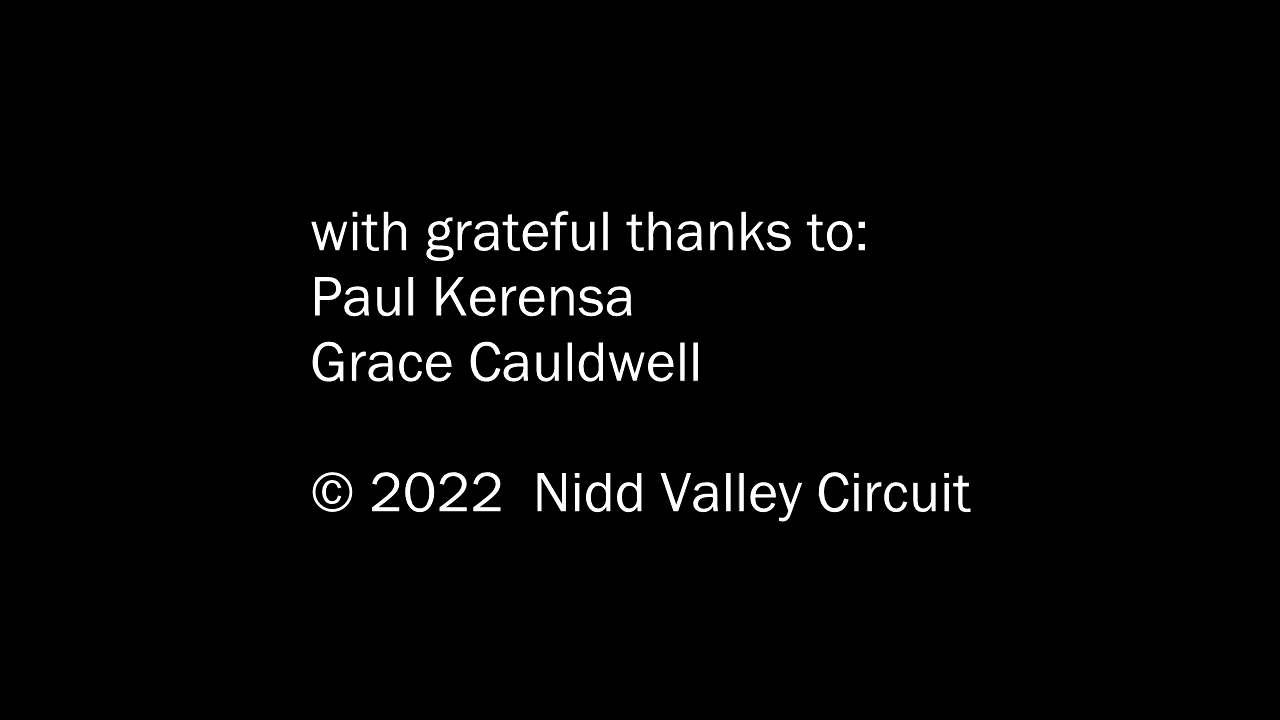 with grateful thanks to:
Paul Kerensa
Grace Cauldwell
© 2022  Nidd Valley Circuit